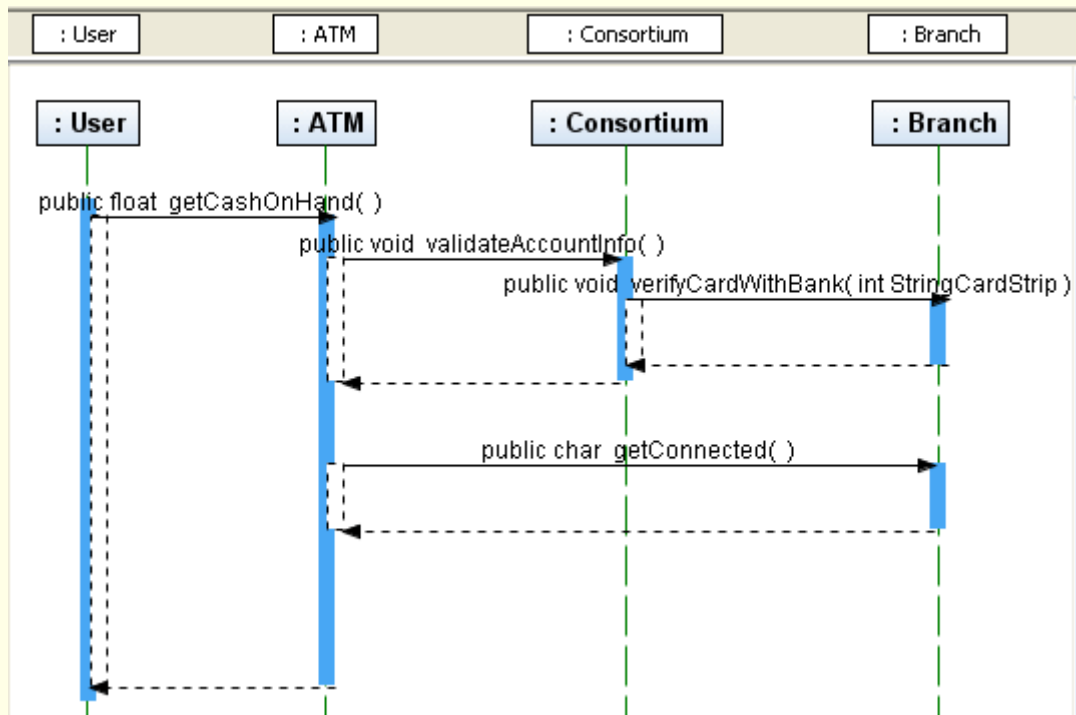 : User : ATM : Consortium : Branch
: User : ATM : Consortium : Branch
public float getCashOnHand( )
public void validateAccountInfo( )
public void verifyCardWithBank( int StringCardStrip )
public char getConnected( )